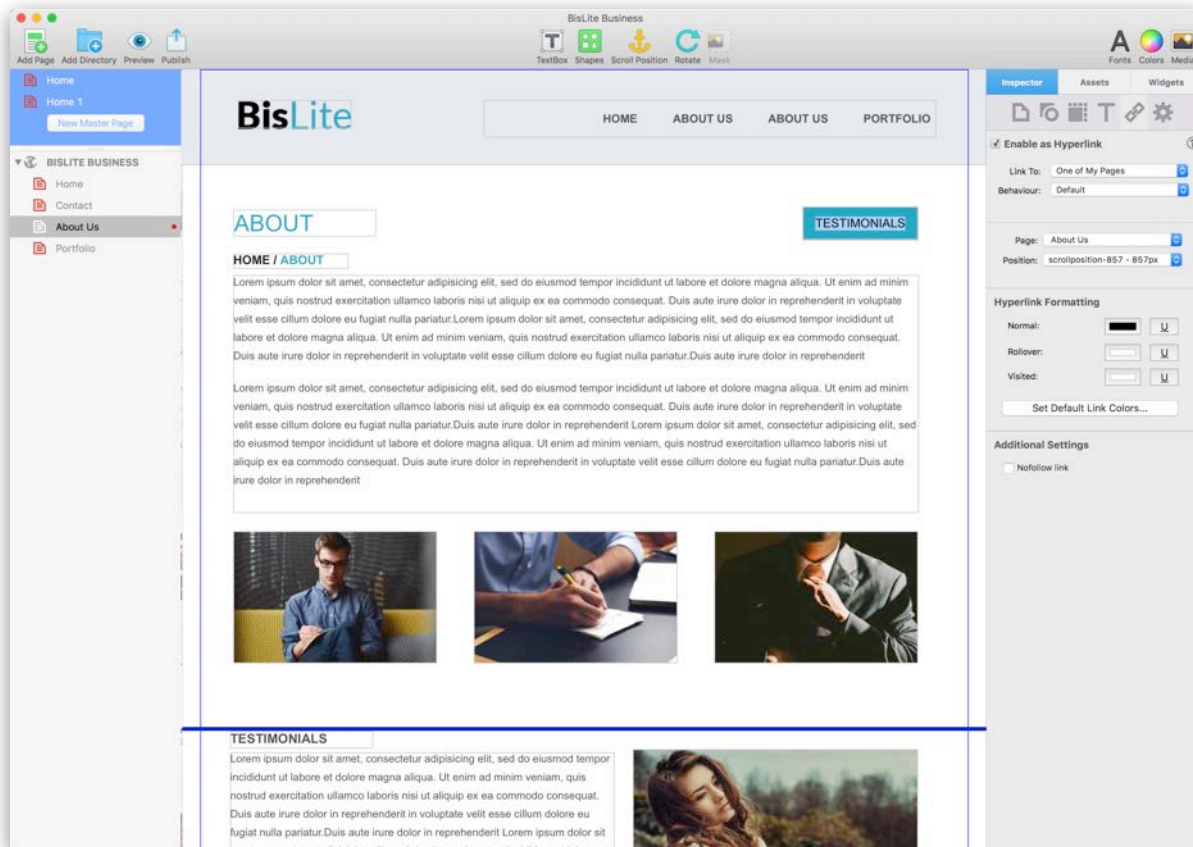 BisLite Business
Add Page Add Directory Preview Publish
TextBox Shapes Scroll Position Rotate Mask
Fonts Colors Media
Home
Home 1
New Master Page
BISLITE BUSINESS
Home
Contact
About Us
Portfolio
BisLite
HOME ABOUT US ABOUT US PORTFOLIO
ABOUT
TESTIMONIALS
HOME / ABOUT
Lorem ipsum dolor sit amet, consectetur adipisicing elit, sed do eiusmod tempor incididunt ut labore et dolore magna aliqua. Ut enim ad minim
veniam, quis nostrud exercitation ullamco laboris nisi ut aliquip ex ea commodo consequat. Duis aute irure dolor in reprehenderit in voluptate
velit esse cillum dolore eu fugiat nulla pariatur.Lorem ipsum dolor sit amet, consectetur adipisicing elit, sed do eiusmod tempor incididunt ut
labore et dolore magna aliqua. Ut enim ad minim veniam, quis nostrud exercitation ullamco laboris nisi ut aliquip ex ea commodo consequat.
Duis aute irure dolor in reprehenderit in voluptate velit esse cillum dolore eu fugiat nulla pariatur.Duis aute irure dolor in reprehenderit
Lorem ipsum dolor sit amet, consectetur adipisicing elit, sed do eiusmod tempor incididunt ut labore et dolore magna aliqua. Ut enim ad minim
veniam, quis nostrud exercitation ullamco laboris nisi ut aliquip ex ea commodo consequat. Duis aute irure dolor in reprehenderit in voluptate
velit esse cillum dolore eu fugiat nulla pariatur.Duis aute irure dolor in reprehenderit Lorem ipsum dolor sit amet, consectetur adipisicing elit, sed
do eiusmod tempor incididunt ut labore et dolore magna aliqua. Ut enim ad minim veniam, quis nostrud exercitation ullamco laboris nisi ut
aliquip ex ea commodo consequat. Duis aute irure dolor in reprehenderit in voluptate velit esse cillum dolore eu fugiat nulla pariatur.Duis aute
irure dolor in reprehenderit
TESTIMONIALS
Lorem ipsum dolor sit amet, consectetur adipisicing elit, sed do eiusmod tempor
incididunt ut labore et dolore magna aliqua. Ut enim ad minim veniam, quis
nostrud exercitation ullamco laboris nisi ut aliquip ex ea commodo consequat.
Duis aute irure dolor in reprehenderit in voluptate velit esse cillum dolore eu
fugiat nulla pariatur.Duis aute irure dolor in reprehenderit Lorem ipsum dolor sit
Inspector Assets Widgets
Enable as Hyperlink
Link To: One of My Pages
Behaviour: Default
Page: About Us
Position: scrollposition-857 - 857px
Hyperlink Formatting
Normal: U
Rollover: U
Visited: U
Set Default Link Colors...
Additional Settings
Nofollow link